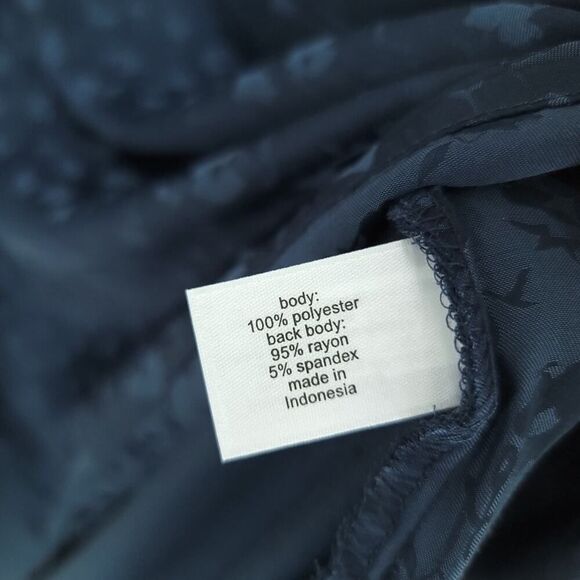 body:
100% polyester
back body:
95% rayon
5% spandex
made in
Indonesia